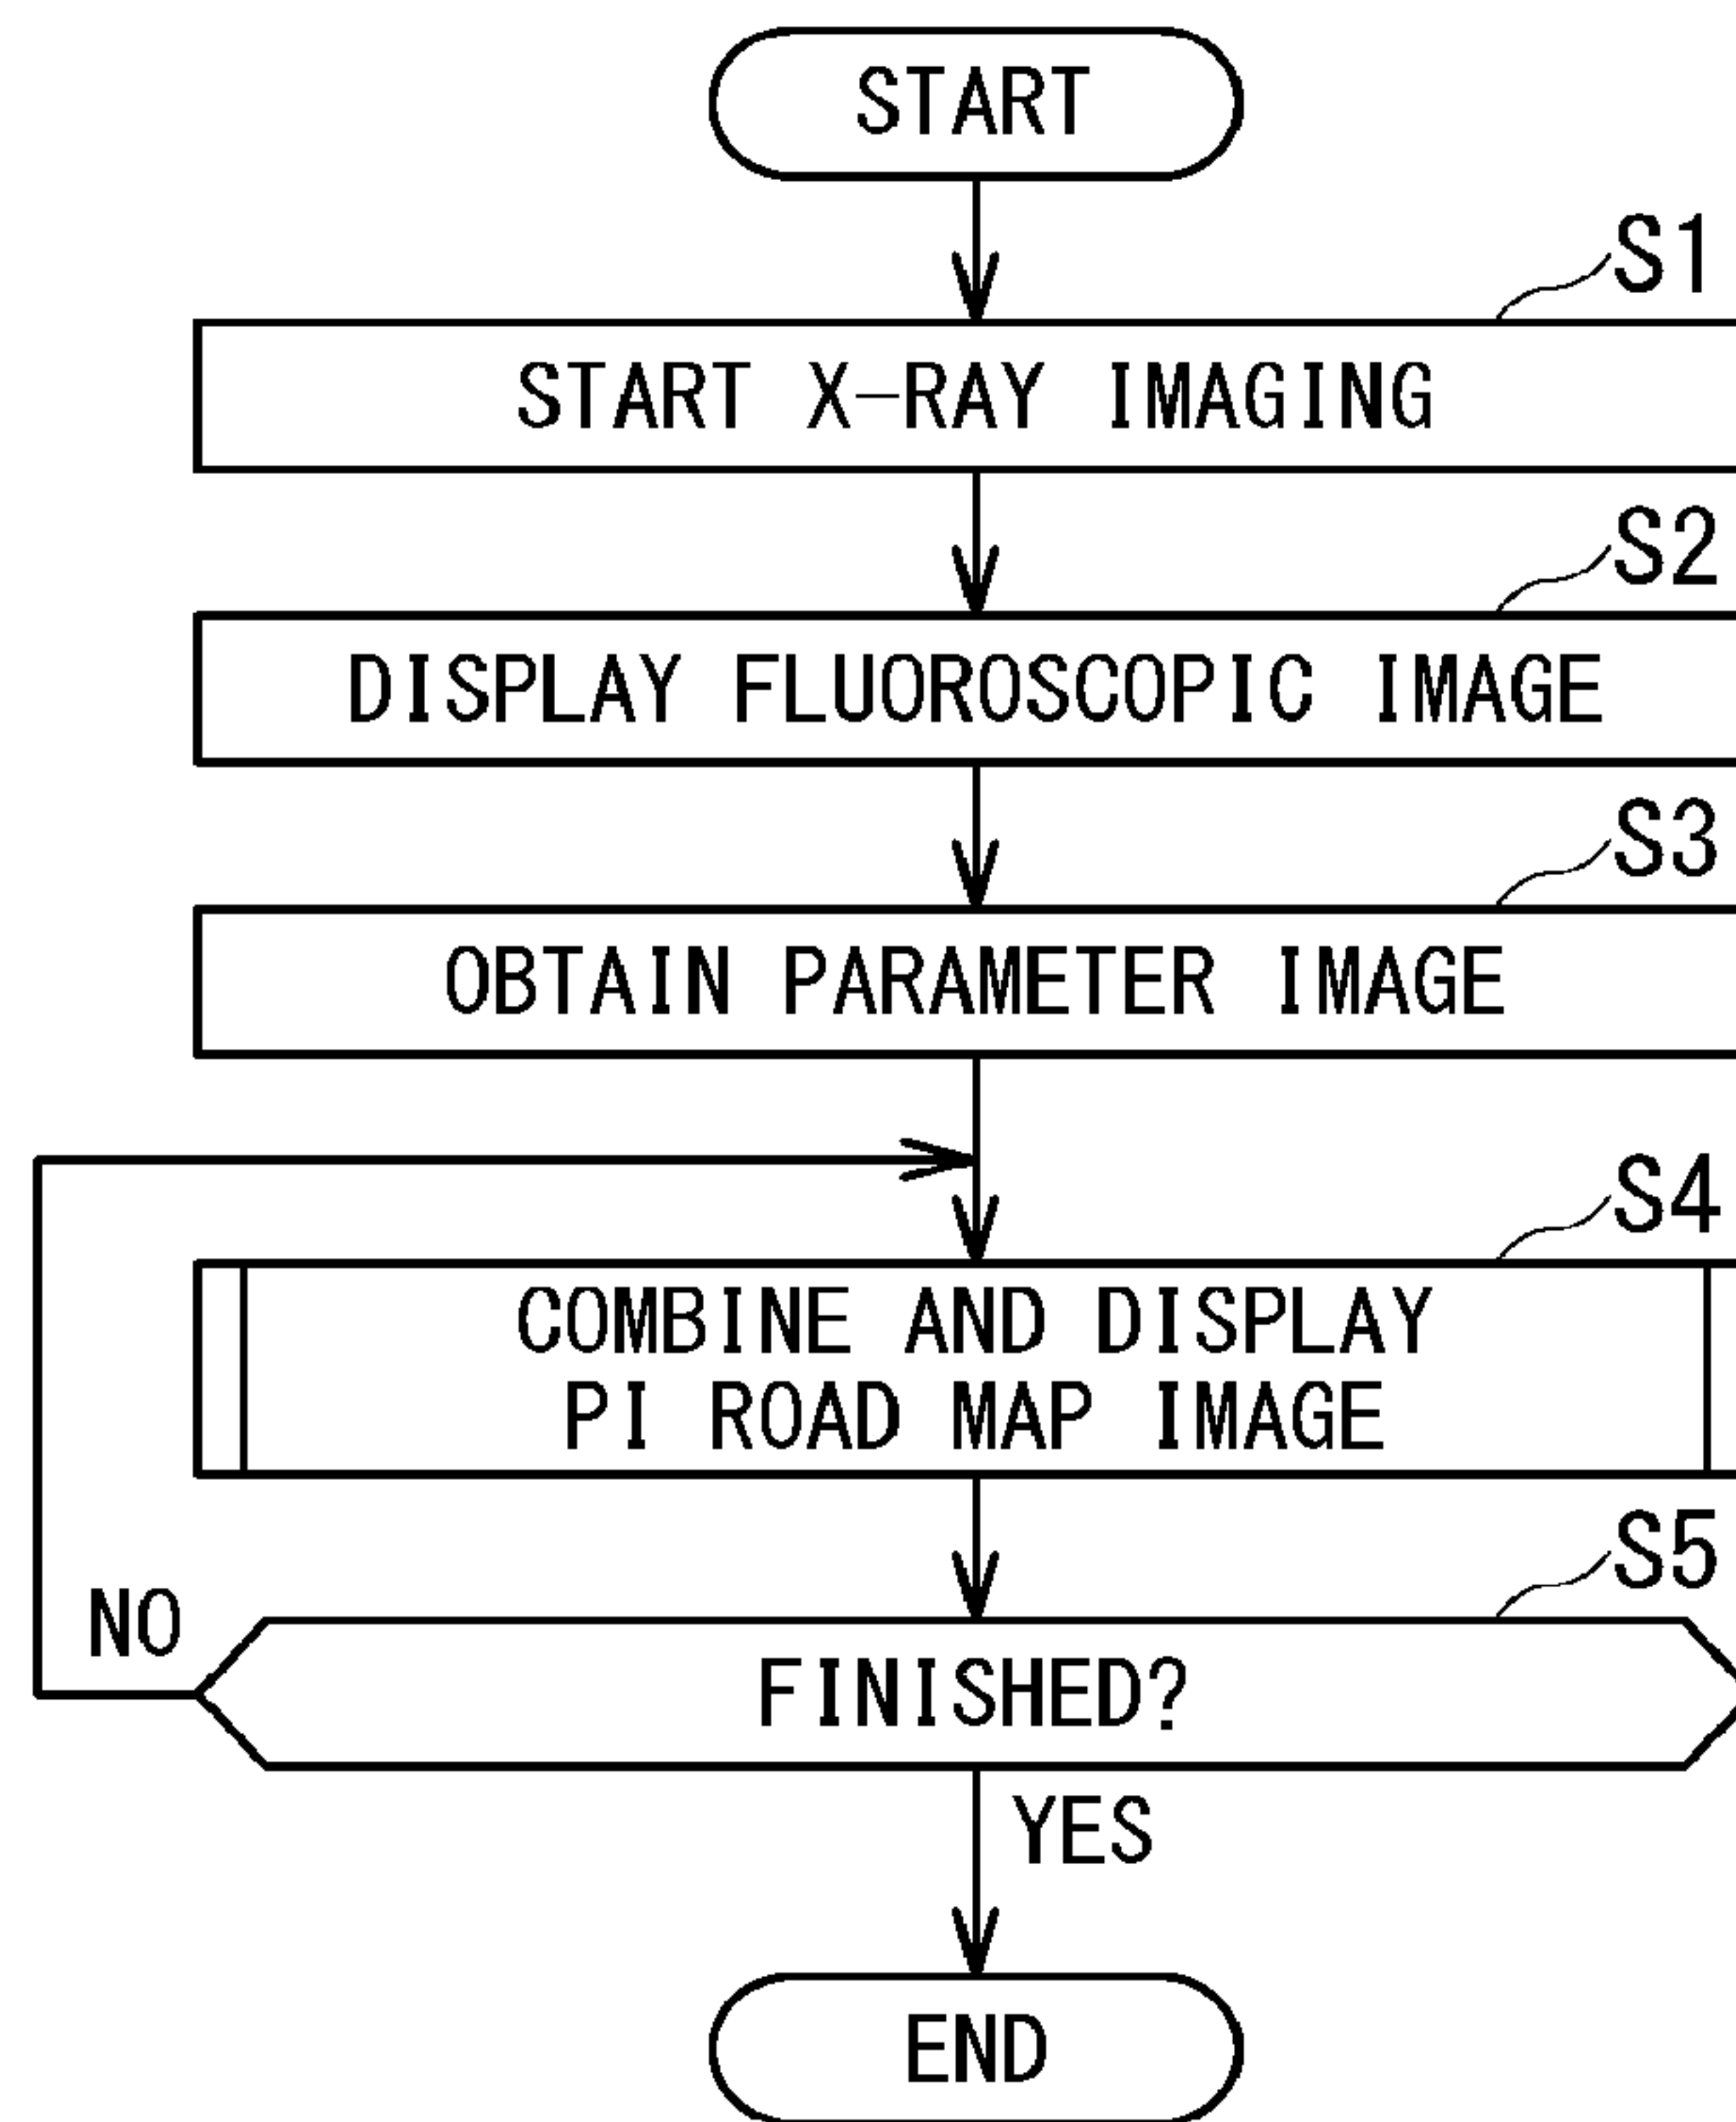 START
S1
START X-RAY IMAGING
S2
DISPLAY FLUOROSCOPIC IMAGE
S3
OBTAIN PARAMETER IMAGE
S4
COMBINE AND DISPLAY
PI ROAD MAP IMAGE
S5
NO
FINISHED?
YES
END